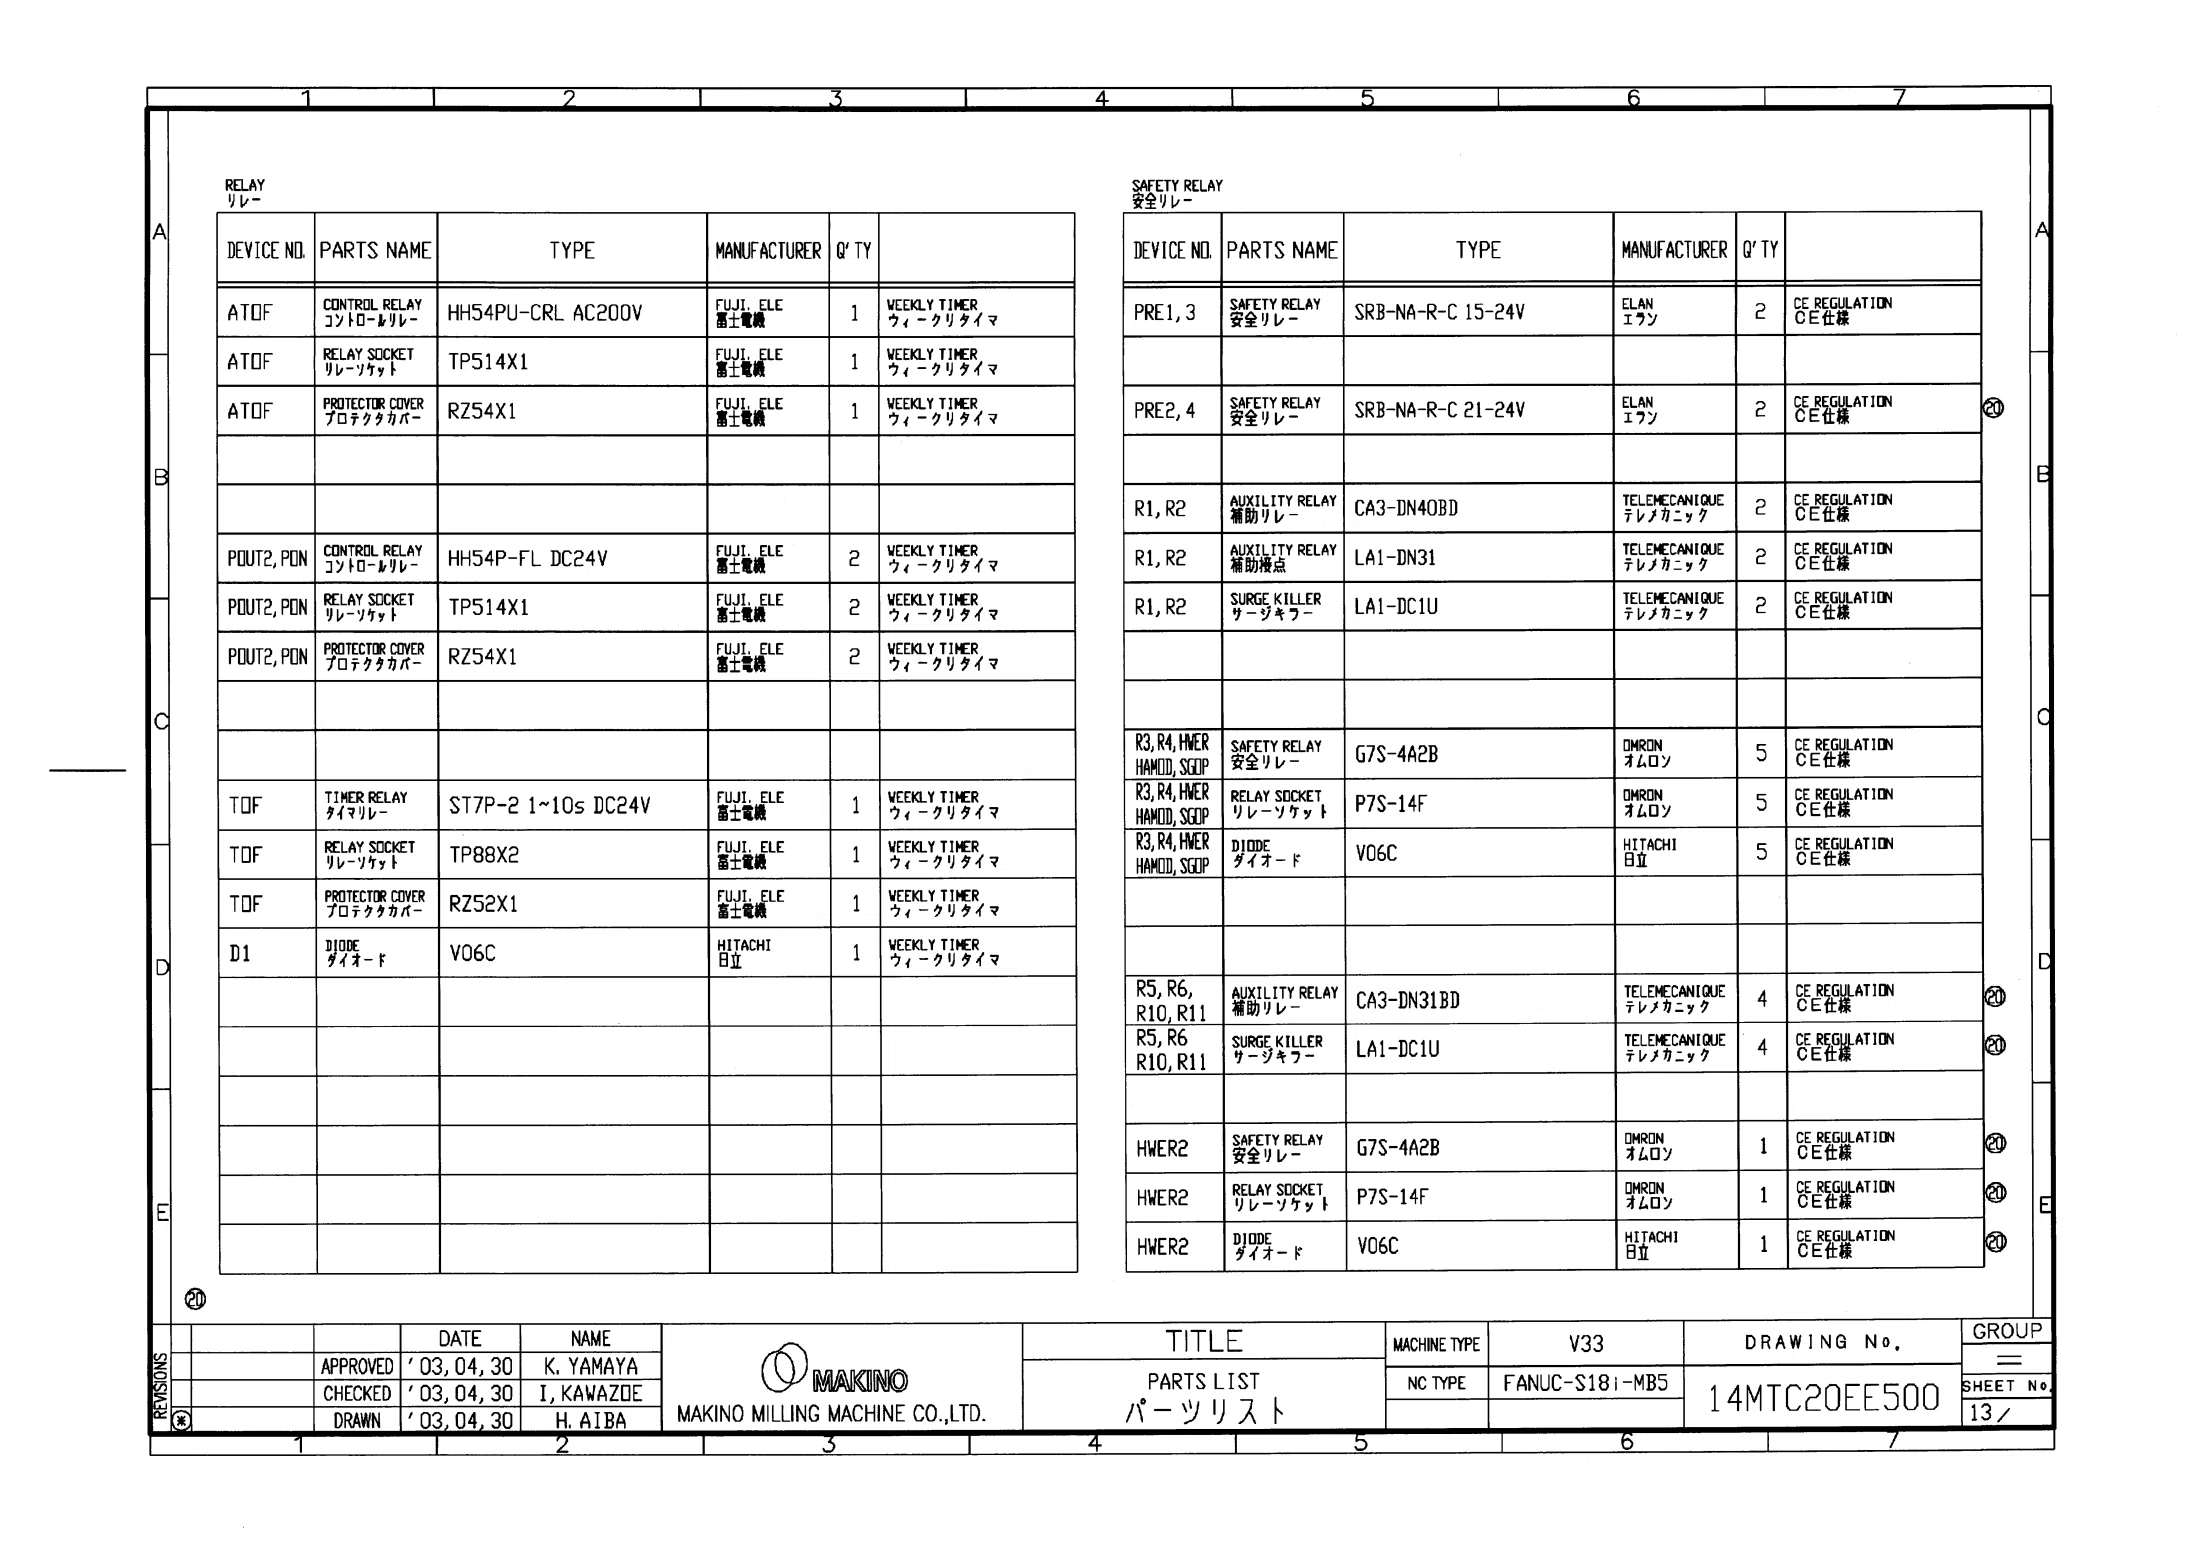 1 2 3 4 5 6 7
RELAY
リレー
DEVICE NO. PARTS NAME TYPE MANUFACTURER Q'TY
ATOF CONTROL RELAY コントロールリレー HH54PU-CRL AC200V FUJI. ELE 富士電機 1 WEEKLY TIMER ウィークリタイマ
ATOF RELAY SOCKET リレーソケット TP514X1 FUJI. ELE 富士電機 1 WEEKLY TIMER ウィークリタイマ
ATOF PROTECTOR COVER プロテクタカバー RZ54X1 FUJI. ELE 富士電機 1 WEEKLY TIMER ウィークリタイマ
POUT2, PON CONTROL RELAY コントロールリレー HH54P-FL DC24V FUJI. ELE 富士電機 2 WEEKLY TIMER ウィークリタイマ
POUT2, PON RELAY SOCKET リレーソケット TP514X1 FUJI. ELE 富士電機 2 WEEKLY TIMER ウィークリタイマ
POUT2, PON PROTECTOR COVER プロテクタカバー RZ54X1 FUJI. ELE 富士電機 2 WEEKLY TIMER ウィークリタイマ
TOF TIMER RELAY タイマリレー ST7P-2 1~10s DC24V FUJI. ELE 富士電機 1 WEEKLY TIMER ウィークリタイマ
TOF RELAY SOCKET リレーソケット TP88X2 FUJI. ELE 富士電機 1 WEEKLY TIMER ウィークリタイマ
TOF PROTECTOR COVER プロテクタカバー RZ52X1 FUJI. ELE 富士電機 1 WEEKLY TIMER ウィークリタイマ
D1 DIODE ダイオード V06C HITACHI 日立 1 WEEKLY TIMER ウィークリタイマ
SAFETY RELAY
安全リレー
DEVICE NO. PARTS NAME TYPE MANUFACTURER Q'TY
PRE1, 3 SAFETY RELAY 安全リレー SRB-NA-R-C 15-24V ELAN エラン 2 CE REGULATION CE仕様
PRE2, 4 SAFETY RELAY 安全リレー SRB-NA-R-C 21-24V ELAN エラン 2 CE REGULATION CE仕様 20
R1, R2 AUXILITY RELAY 補助リレー CA3-DN40BD TELEMECANIQUE テレメカニック 2 CE REGULATION CE仕様
R1, R2 AUXILITY RELAY 補助接点 LA1-DN31 TELEMECANIQUE テレメカニック 2 CE REGULATION CE仕様
R1, R2 SURGE KILLER サージキラー LA1-DC1U TELEMECANIQUE テレメカニック 2 CE REGULATION CE仕様
R3, R4, HWER HAMOD, SGOP SAFETY RELAY 安全リレー G7S-4A2B OMRON オムロン 5 CE REGULATION CE仕様
R3, R4, HWER HAMOD, SGOP RELAY SOCKET リレーソケット P7S-14F OMRON オムロン 5 CE REGULATION CE仕様
R3, R4, HWER HAMOD, SGOP DIODE ダイオード V06C HITACHI 日立 5 CE REGULATION CE仕様
R5, R6, R10, R11 AUXILITY RELAY 補助リレー CA3-DN31BD TELEMECANIQUE テレメカニック 4 CE REGULATION CE仕様 20
R5, R6 R10, R11 SURGE KILLER サージキラー LA1-DC1U TELEMECANIQUE テレメカニック 4 CE REGULATION CE仕様 20
HWER2 SAFETY RELAY 安全リレー G7S-4A2B OMRON オムロン 1 CE REGULATION CE仕様 20
HWER2 RELAY SOCKET リレーソケット P7S-14F OMRON オムロン 1 CE REGULATION CE仕様 20
HWER2 DIODE ダイオード V06C HITACHI 日立 1 CE REGULATION CE仕様 20
A A
B B
C C
D D
E E
20
REVISIONS
*
DATE NAME
APPROVED '03, 04, 30 K. YAMAYA
CHECKED '03, 04, 30 I, KAWAZOE
DRAWN '03, 04, 30 H. AIBA
MAKINO
MAKINO MILLING MACHINE CO.,LTD.
TITLE
PARTS LIST
パーツリスト
MACHINE TYPE V33
NC TYPE FANUC-S18i-MB5
DRAWING No.
14MTC20EE500
GROUP
=
SHEET No.
13/
1 2 3 4 5 6 7